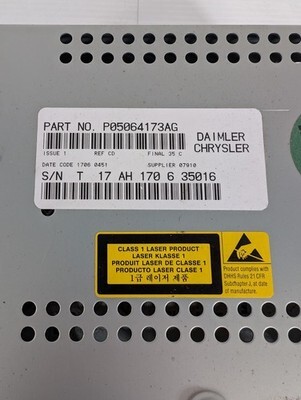 PART NO. P05064173AG
ISSUE 1 REF CD FINAL 35 C
DAIMLER
CHRYSLER
DATE CODE 1706 0451 SUPPLIER 07910
S/N T 17 AH 170 6 35016
CLASS 1 LASER PRODUCT
LASER KLASSE 1
PRODUIT LASER DE CLASSE 1
PRODUCTO LASER CLASE 1
1급 레이저 제품
Product complies with
DHHS Rules 21 CFR
Subchapter J, at date
of manufacture.